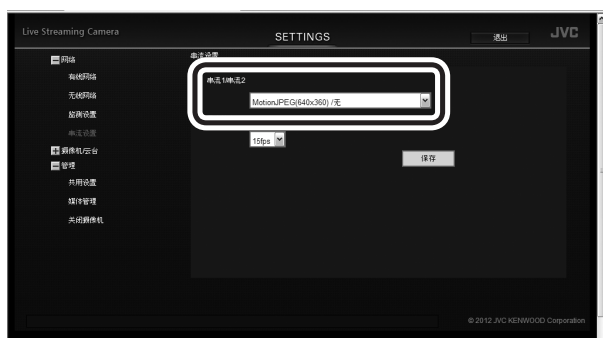 Live Streaming Camera
SETTINGS
退出
JVC
网络
有线网络
无线网络
监测设置
串流设置
摄像机/云台
管理
共用设置
媒体管理
关闭摄像机
串流设置
串流1/串流2
MotionJPEG(640x360) /无
15fps
保存
© 2012 JVC KENWOOD Corporation